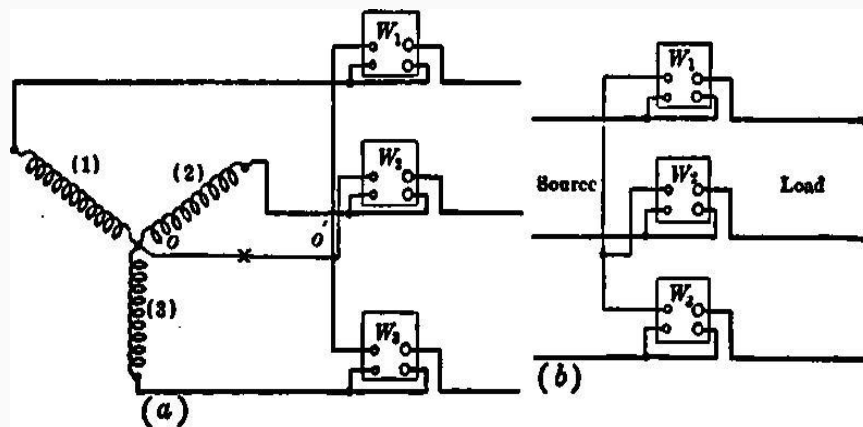 W₁
W₁
(1)
(2)
W₂
W₂
Source
Load
O
O'
(3)
W₃
W₃
(a)
(b)